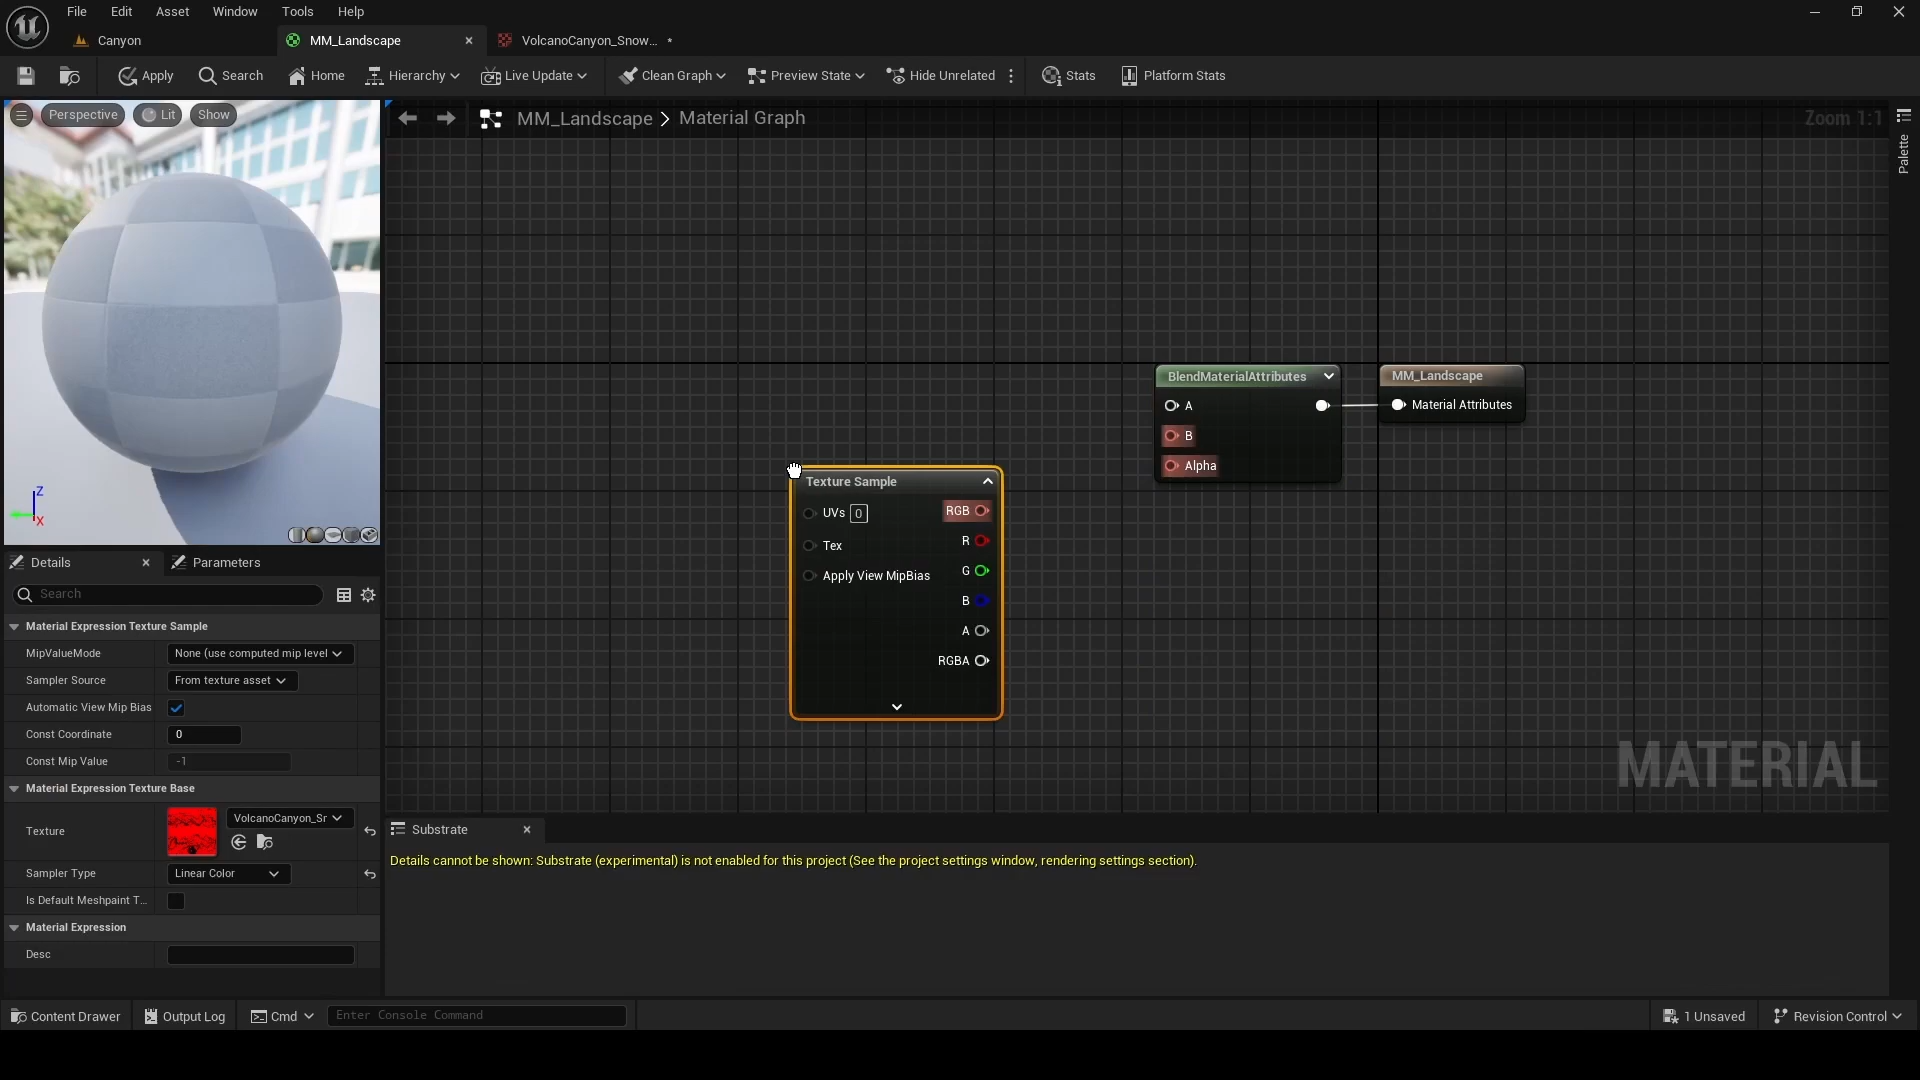 File Edit Asset Window Tools Help
Canyon MM_Landscape VolcanoCanyon_Snow... •
Apply Search Home Hierarchy Live Update Clean Graph Preview State Hide Unrelated Stats Platform Stats
Perspective Lit Show
MM_Landscape > Material Graph
Zoom 1:1
Palette
BlendMaterialAttributes
A
B
Alpha
MM_Landscape
Material Attributes
Texture Sample
UVs 0 RGB
R
Tex
G
Apply View MipBias
B
A
RGBA
MATERIAL
Z
X
Details Parameters
Search
Material Expression Texture Sample
MipValueMode None (use computed mip level
Sampler Source From texture asset
Automatic View Mip Bias
Const Coordinate 0
Const Mip Value -1
Material Expression Texture Base
Texture VolcanoCanyon_Sr
Sampler Type Linear Color
Is Default Meshpaint T...
Material Expression
Desc
Substrate
Details cannot be shown: Substrate (experimental) is not enabled for this project (See the project settings window, rendering settings section).
Content Drawer Output Log Cmd Enter Console Command 1 Unsaved Revision Control